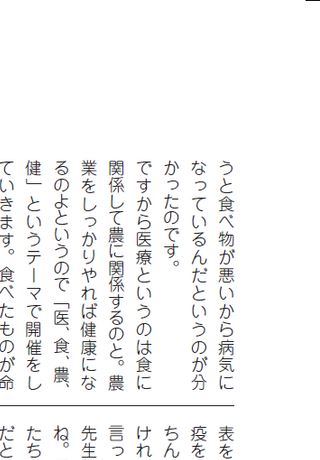 うと食べ物が悪いから病気に
なっているんだというのが分
かったのです。
ですから医療というのは食に
関係して農に関係するのと。農
業をしっかりやれば健康にな
るのよというので「医、食、農、
健」というテーマで開催をし
ていきます。食べたものが命
表を
疫を
ちん
けれ
言っ
先生
ね。
たち
だと